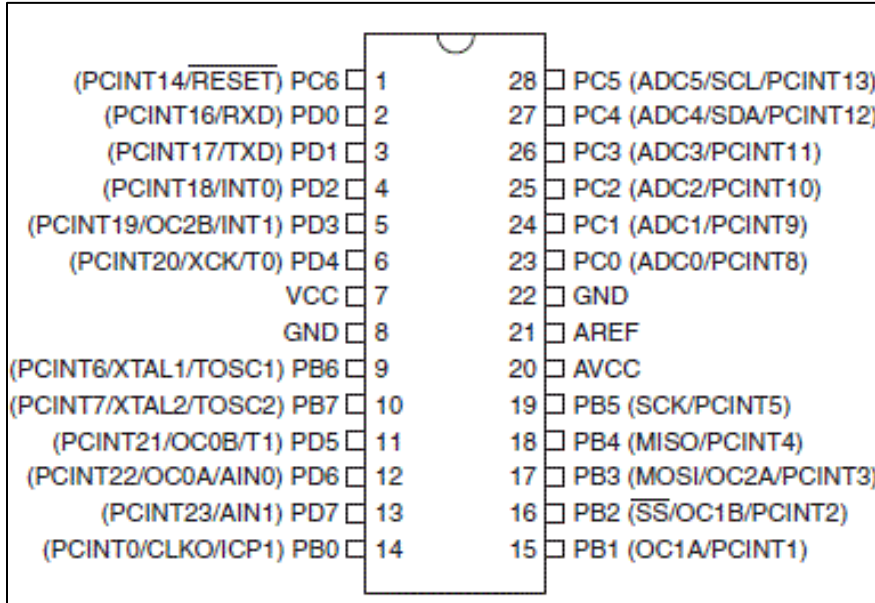 (PCINT14/RESET) PC6 1 28 PC5 (ADC5/SCL/PCINT13)
(PCINT16/RXD) PD0 2 27 PC4 (ADC4/SDA/PCINT12)
(PCINT17/TXD) PD1 3 26 PC3 (ADC3/PCINT11)
(PCINT18/INT0) PD2 4 25 PC2 (ADC2/PCINT10)
(PCINT19/OC2B/INT1) PD3 5 24 PC1 (ADC1/PCINT9)
(PCINT20/XCK/T0) PD4 6 23 PC0 (ADC0/PCINT8)
VCC 7 22 GND
GND 8 21 AREF
(PCINT6/XTAL1/TOSC1) PB6 9 20 AVCC
(PCINT7/XTAL2/TOSC2) PB7 10 19 PB5 (SCK/PCINT5)
(PCINT21/OC0B/T1) PD5 11 18 PB4 (MISO/PCINT4)
(PCINT22/OC0A/AIN0) PD6 12 17 PB3 (MOSI/OC2A/PCINT3)
(PCINT23/AIN1) PD7 13 16 PB2 (SS/OC1B/PCINT2)
(PCINT0/CLKO/ICP1) PB0 14 15 PB1 (OC1A/PCINT1)